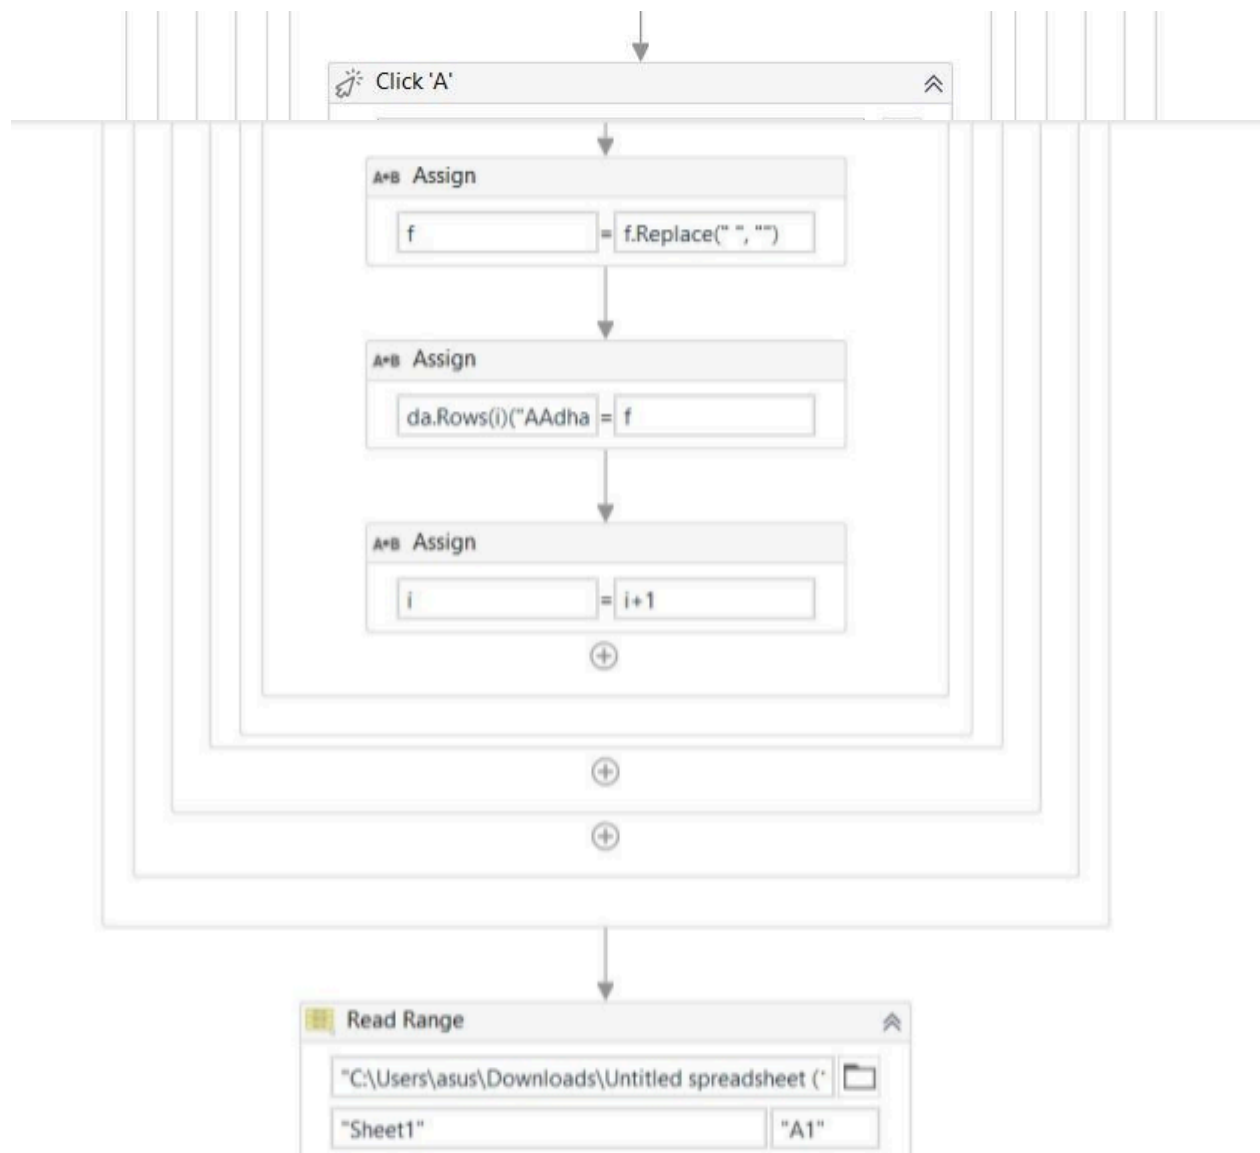 Click 'A'
A+B Assign
f = f.Replace(" ", "")
A+B Assign
da.Rows(i)("AAdha = f
A+B Assign
i = i+1
Read Range
"C:\Users\asus\Downloads\Untitled spreadsheet (
"Sheet1" "A1"